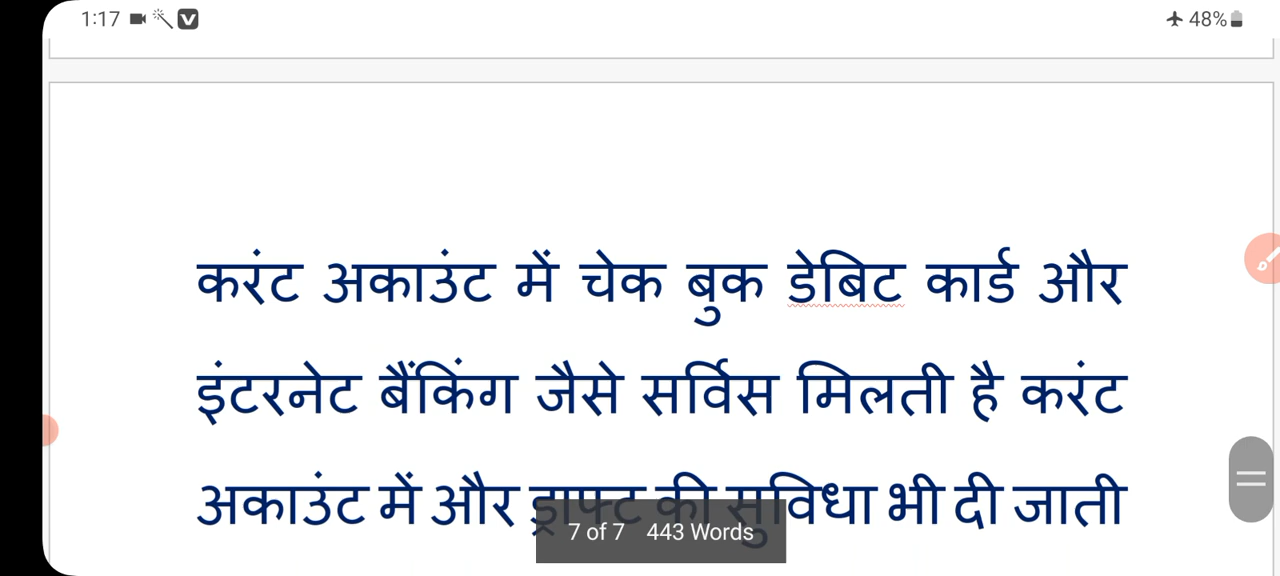 1:17
48%
करंट अकाउंट में चेक बुक डेबिट कार्ड और
इंटरनेट बैंकिंग जैसे सर्विस मिलती है करंट
अकाउंट में और ड्राफ्ट की सुविधा भी दी जाती
7 of 7 443 Words